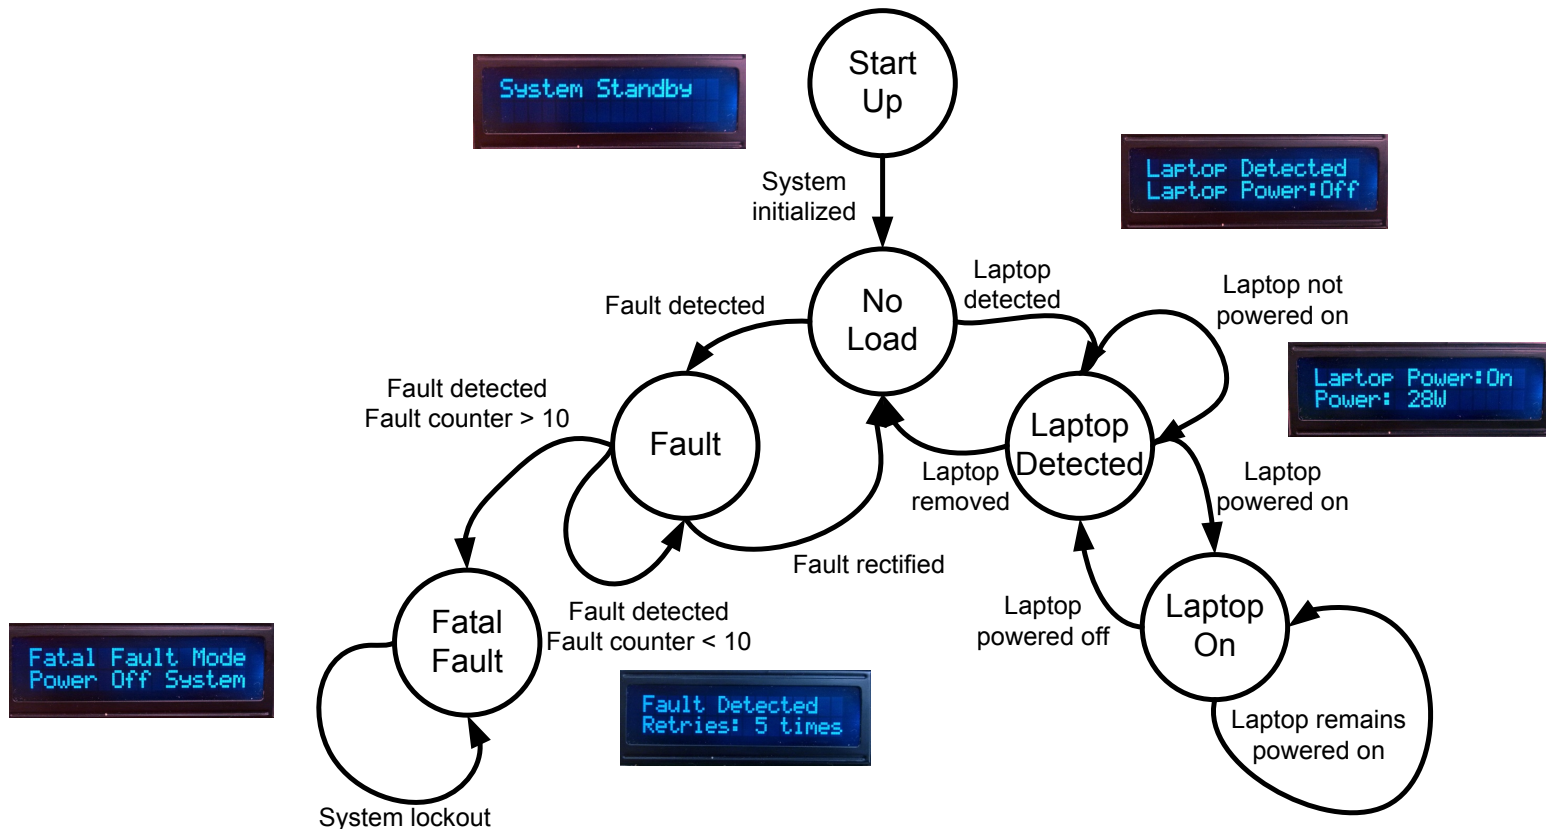 Start
Up
System Standby
Laptop Detected
Laptop Power:Off
System
initialized
No
Load
Laptop
detected
Fault detected
Laptop not
powered on
Laptop Power:On
Power: 28W
Fault detected
Fault counter > 10
Fault
Laptop
Detected
Laptop
removed
Laptop
powered on
Fault rectified
Fault detected
Fault counter < 10
Laptop
powered off
Laptop
On
Fatal
Fault
Fatal Fault Mode
Power Off System
Fault Detected
Retries: 5 times
Laptop remains
powered on
System lockout